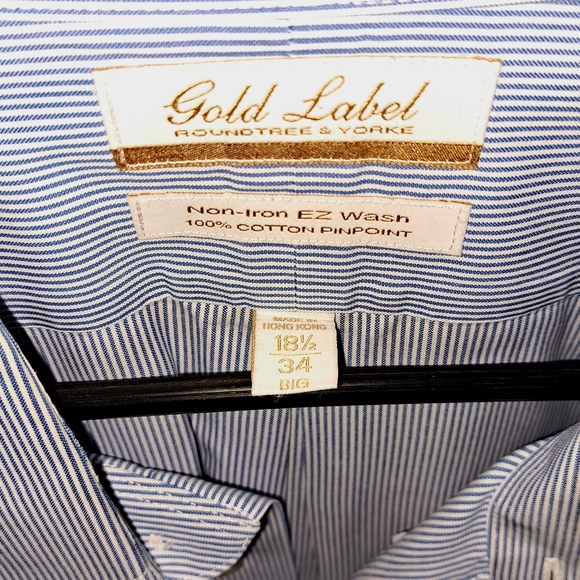 Gold Label
ROUNDTREE & YORKE
Non-Iron EZ Wash
100% COTTON PINPOINT
MADE IN
HONG KONG
18½
34
BIG